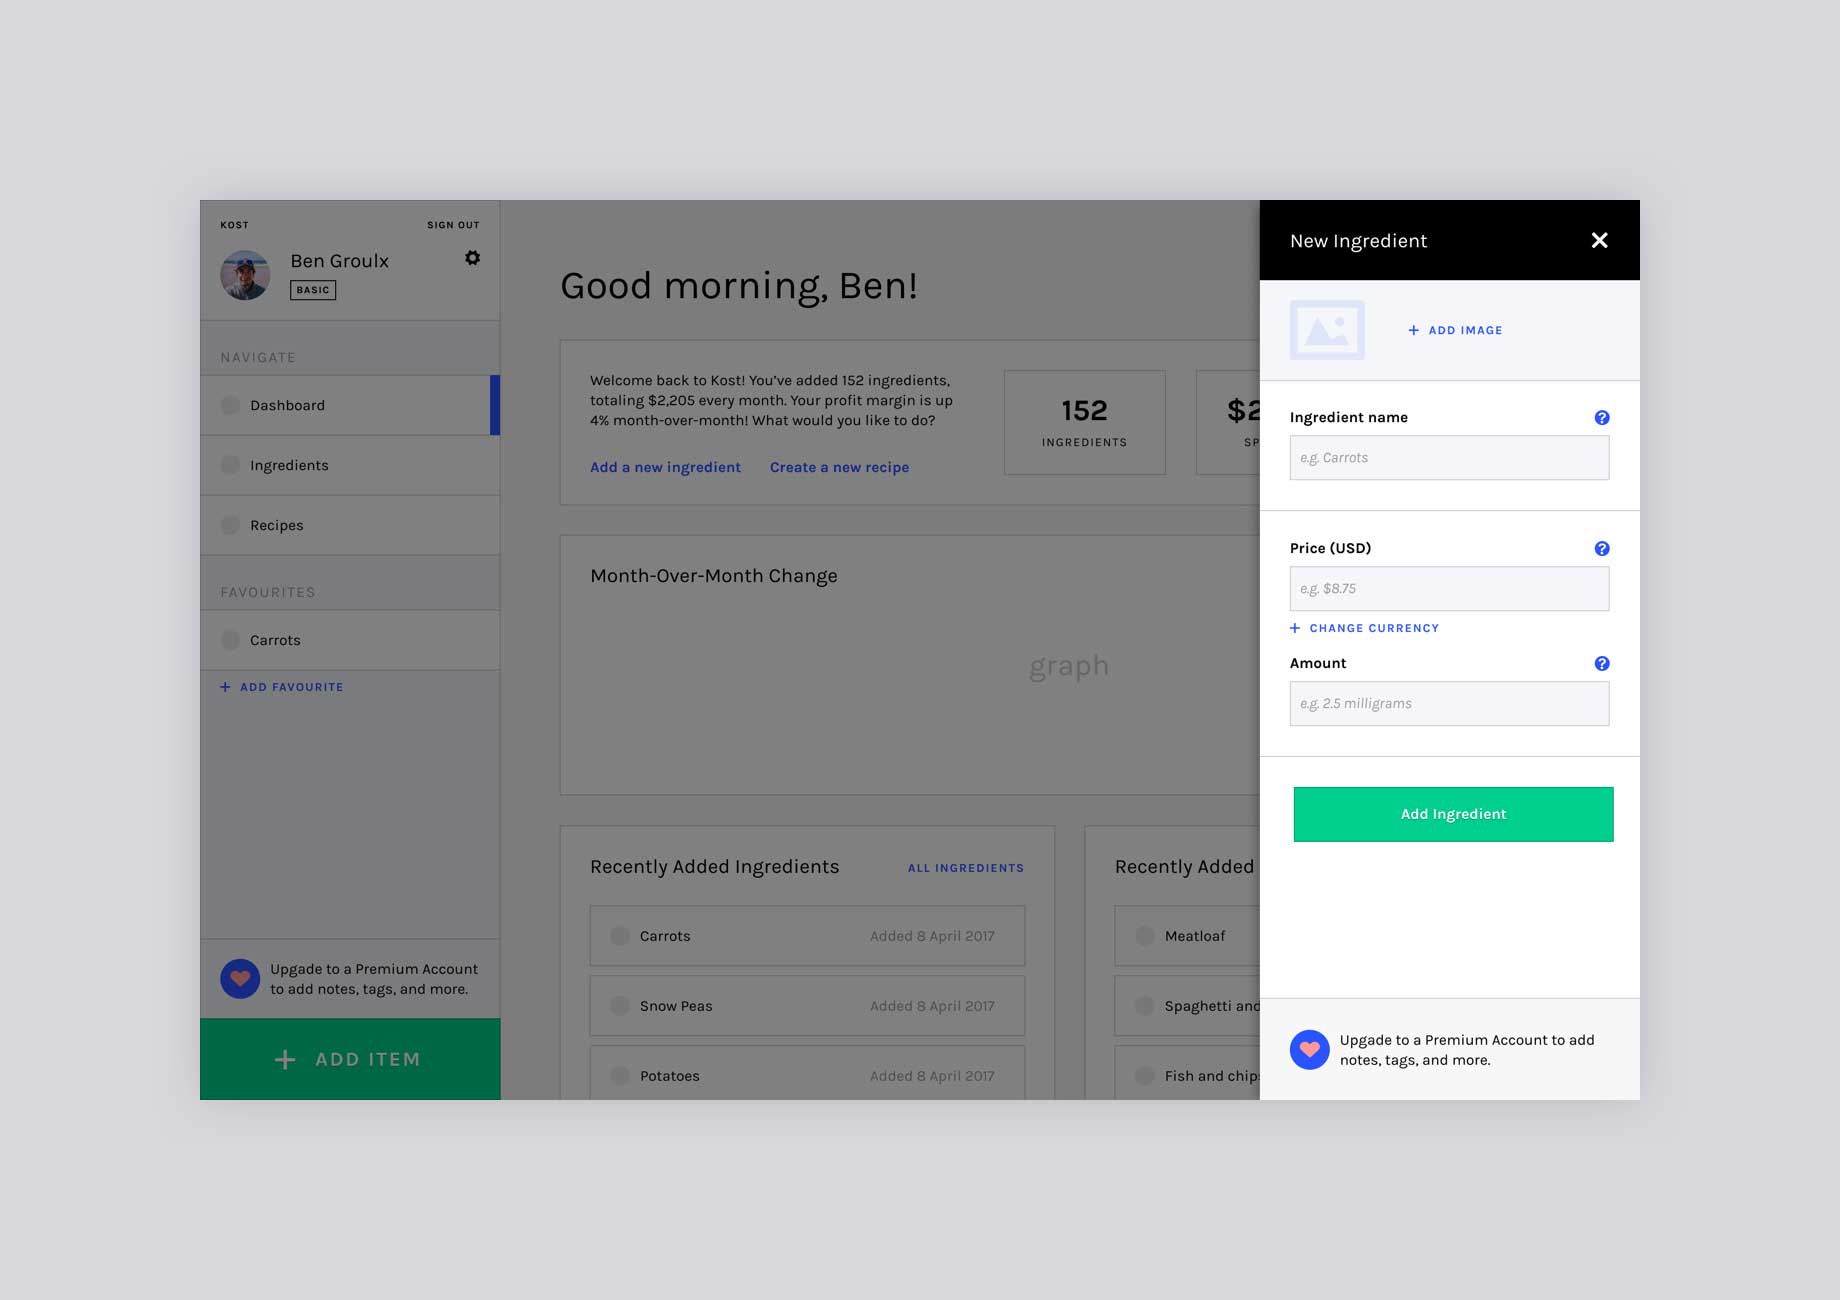 KOST
SIGN OUT
Ben Groulx
BASIC
NAVIGATE
Dashboard
Ingredients
Recipes
FAVOURITES
Carrots
+ ADD FAVOURITE
Upgade to a Premium Account
to add notes, tags, and more.
+ ADD ITEM
Good morning, Ben!
Welcome back to Kost! You’ve added 152 ingredients,
totaling $2,205 every month. Your profit margin is up
4% month-over-month! What would you like to do?
Add a new ingredient
Create a new recipe
152
INGREDIENTS
$2
SP
Month-Over-Month Change
graph
Recently Added Ingredients
ALL INGREDIENTS
Carrots
Added 8 April 2017
Snow Peas
Added 8 April 2017
Potatoes
Added 8 April 2017
Recently Added
Meatloaf
Spaghetti and
Fish and chips
New Ingredient
+ ADD IMAGE
Ingredient name
?
e.g. Carrots
Price (USD)
?
e.g. $8.75
+ CHANGE CURRENCY
Amount
?
e.g. 2.5 milligrams
Add Ingredient
Upgade to a Premium Account to add
notes, tags, and more.